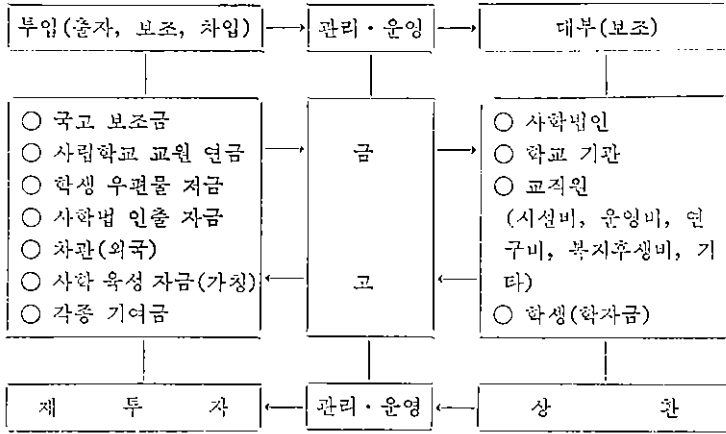 투입(출자, 보조, 차입) 관리·운영 대부(보조)
○ 국고 보조금
○ 사립학교 교원 연금
○ 학생 우편물 저금
○ 사학법 인출 자금
○ 차관(외국)
○ 사학 육성 자금(가칭)
○ 각종 기여금
금
고
○ 사학법인
○ 학교 기관
○ 교직원
(시설비, 운영비, 연
구비, 복지후생비, 기
타)
○ 학생(학자금)
재 투 자 관리·운영 상 환